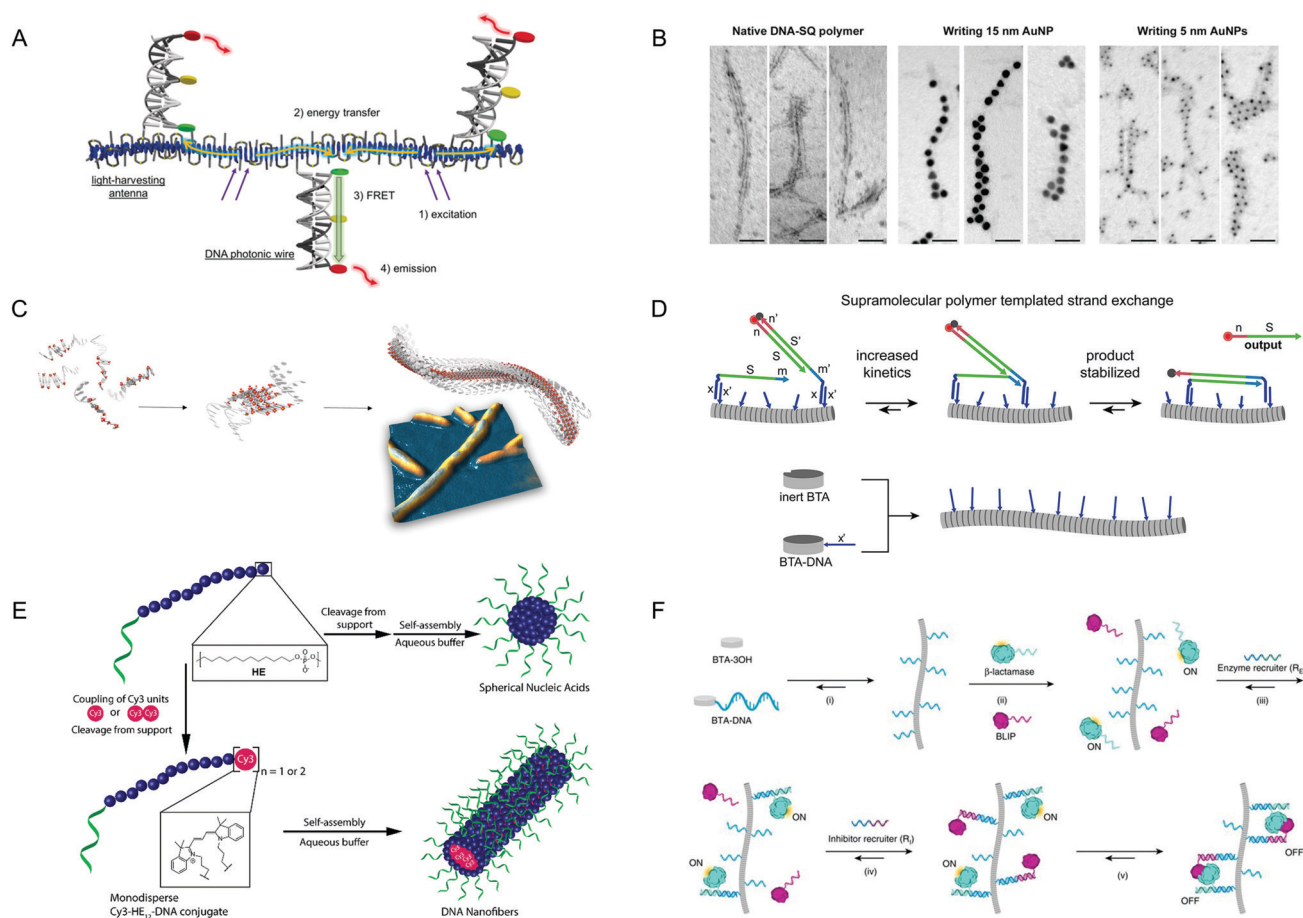 A
2) energy transfer
light-harvesting
antenna
3) FRET
1) excitation
DNA photonic wire
4) emission
B
Native DNA-SQ polymer
Writing 15 nm AuNP
Writing 5 nm AuNPs
C
D
Supramolecular polymer templated strand exchange
n'
n
S'
S
S
m
m'
x
x'
x
x'
increased
kinetics
product
stabilized
n
S
output
inert BTA
x'
BTA-DNA
E
Cleavage from
support
Self-assembly
Aqueous buffer
HE
Spherical Nucleic Acids
Coupling of Cy3 units
Cy3 or Cy3 Cy3
Cleavage from support
Cy3
n = 1 or 2
Self-assembly
Aqueous buffer
Monodisperse
Cy3-HE12-DNA conjugate
DNA Nanofibers
F
BTA-3OH
BTA-DNA
(i)
β-lactamase
(ii)
BLIP
ON
ON
Enzyme recruiter (RE
(iii)
ON
ON
Inhibitor recruiter (RI)
(iv)
ON
ON
(v)
OFF
OFF